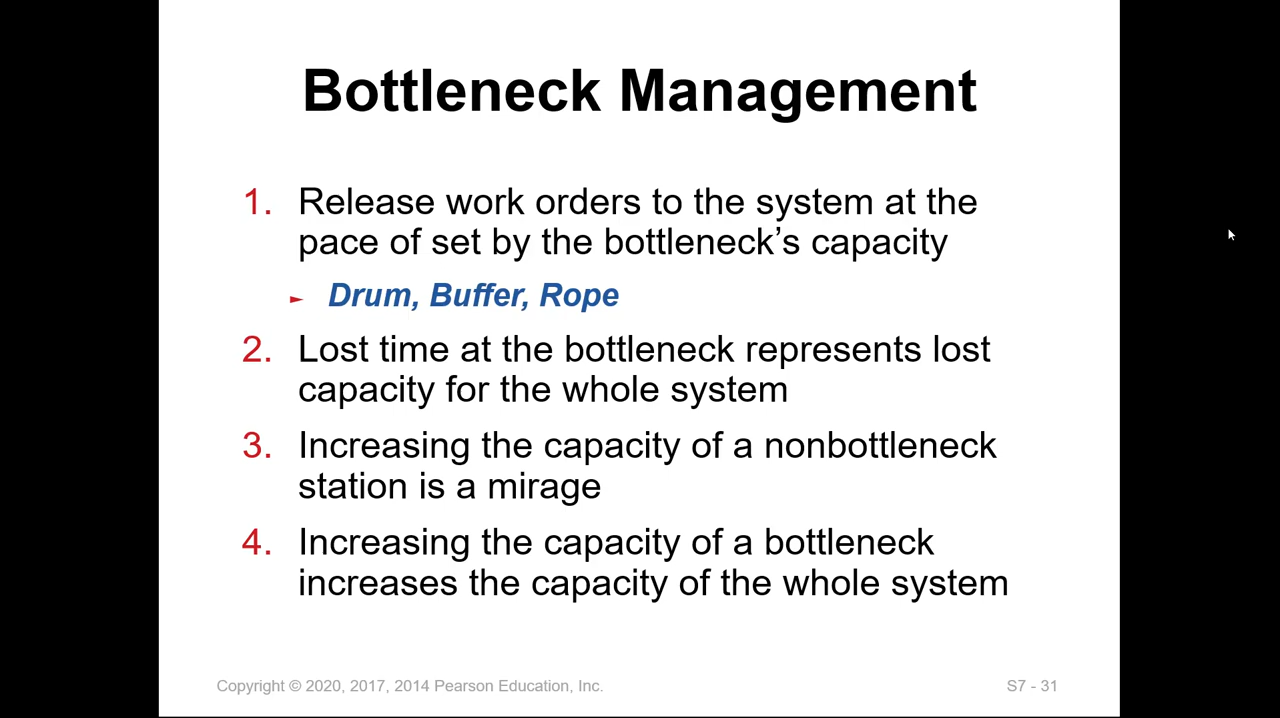 Bottleneck Management
1. Release work orders to the system at the
pace of set by the bottleneck’s capacity
► Drum, Buffer, Rope
2. Lost time at the bottleneck represents lost
capacity for the whole system
3. Increasing the capacity of a nonbottleneck
station is a mirage
4. Increasing the capacity of a bottleneck
increases the capacity of the whole system
Copyright © 2020, 2017, 2014 Pearson Education, Inc.
S7 - 31